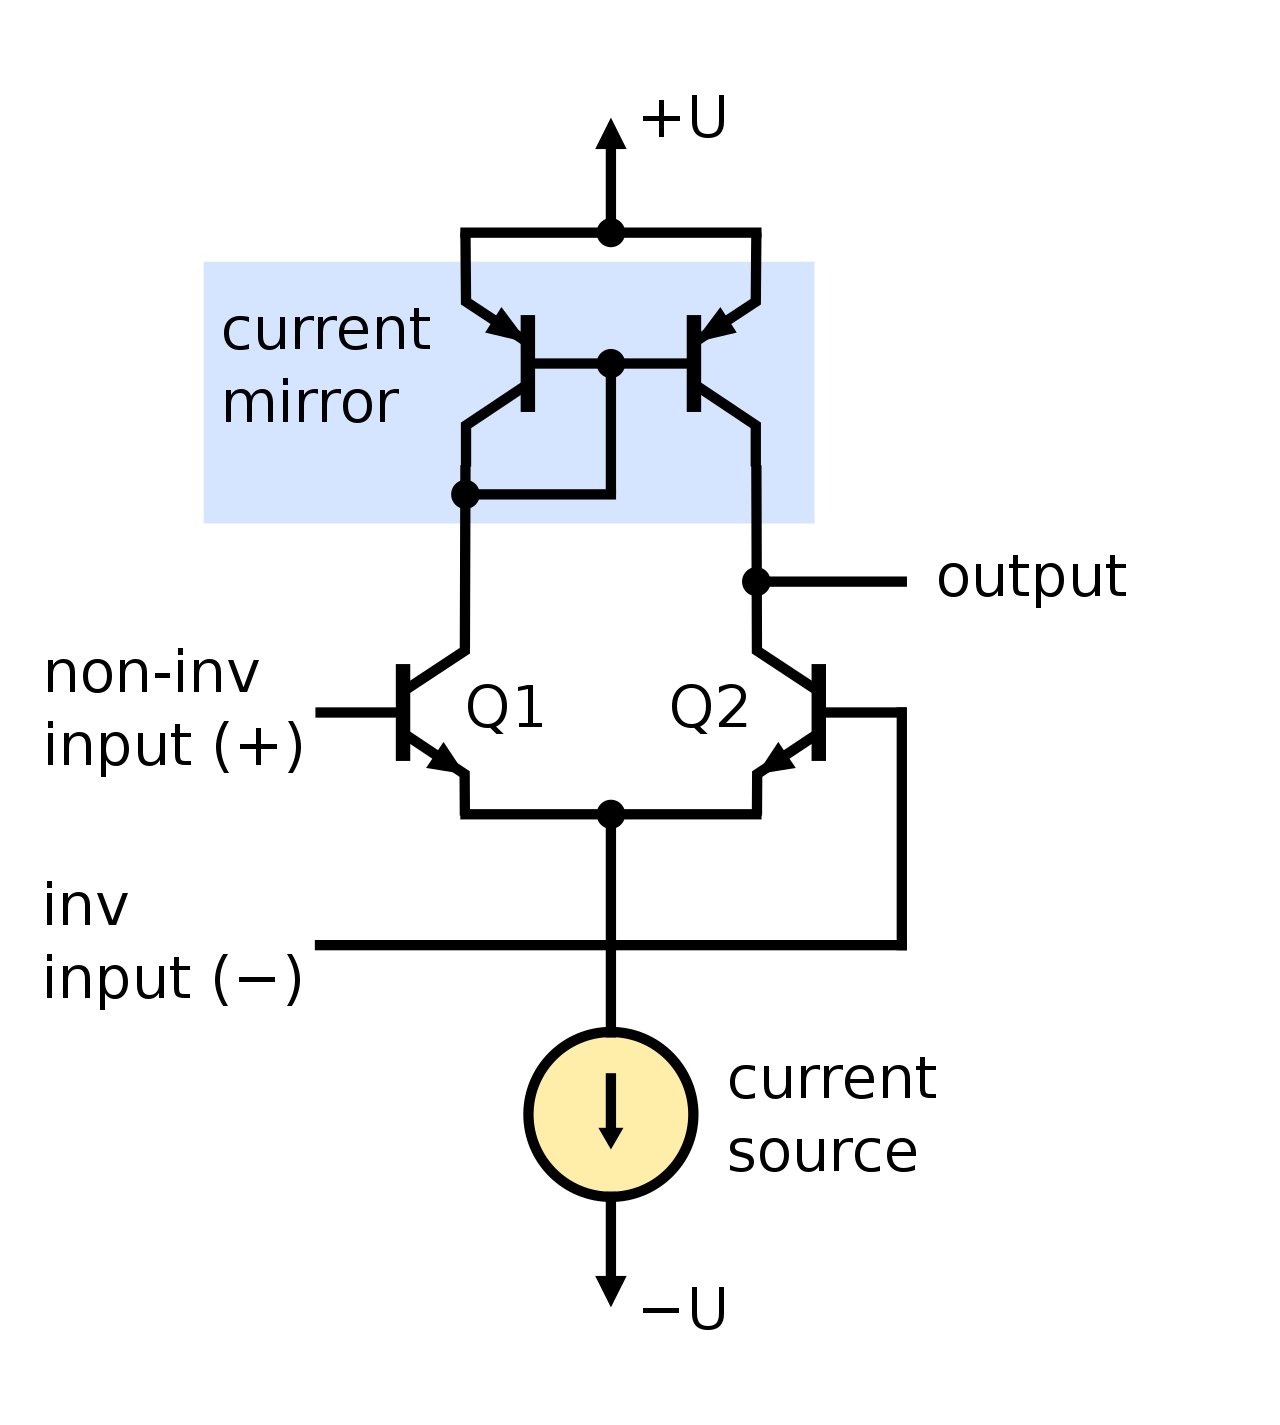 +U
current
mirror
output
non-inv
input (+)
Q1
Q2
inv
input (−)
current
source
−U